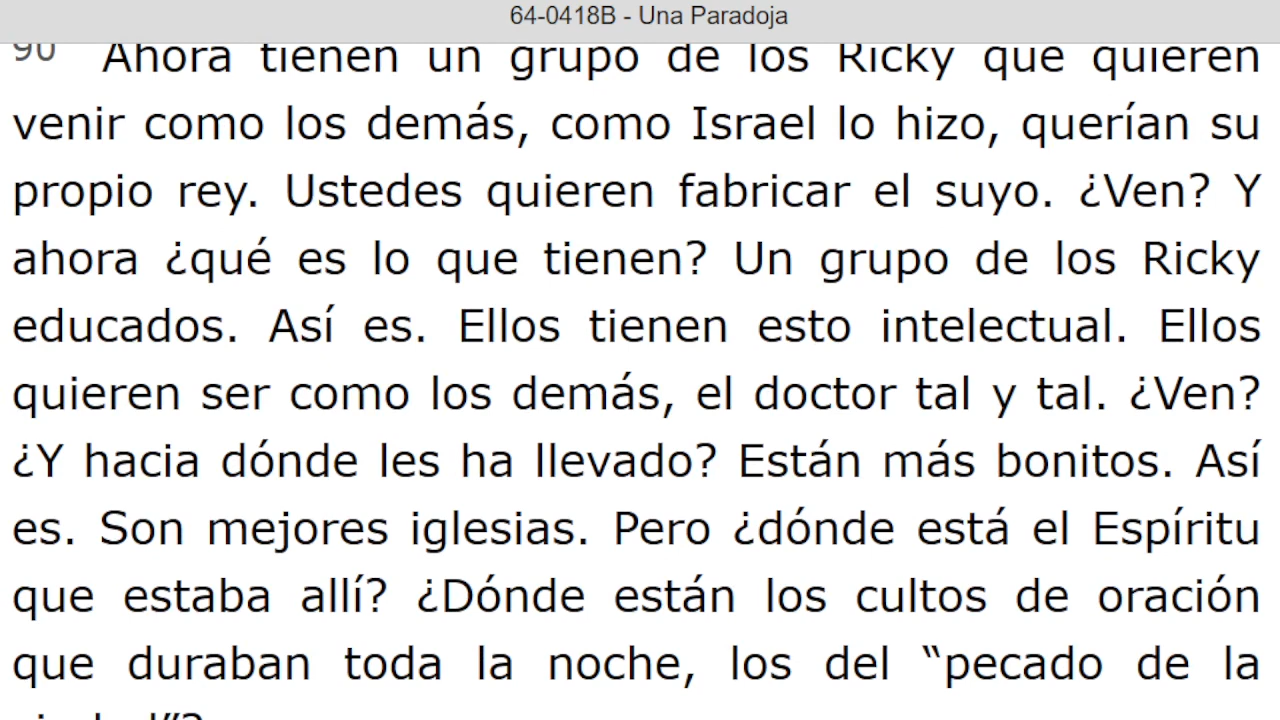 64-0418B - Una Paradoja
90 Ahora tienen un grupo de los Ricky que quieren
venir como los demás, como Israel lo hizo, querían su
propio rey. Ustedes quieren fabricar el suyo. ¿Ven? Y
ahora ¿qué es lo que tienen? Un grupo de los Ricky
educados. Así es. Ellos tienen esto intelectual. Ellos
quieren ser como los demás, el doctor tal y tal. ¿Ven?
¿Y hacia dónde les ha llevado? Están más bonitos. Así
es. Son mejores iglesias. Pero ¿dónde está el Espíritu
que estaba allí? ¿Dónde están los cultos de oración
que duraban toda la noche, los del “pecado de la